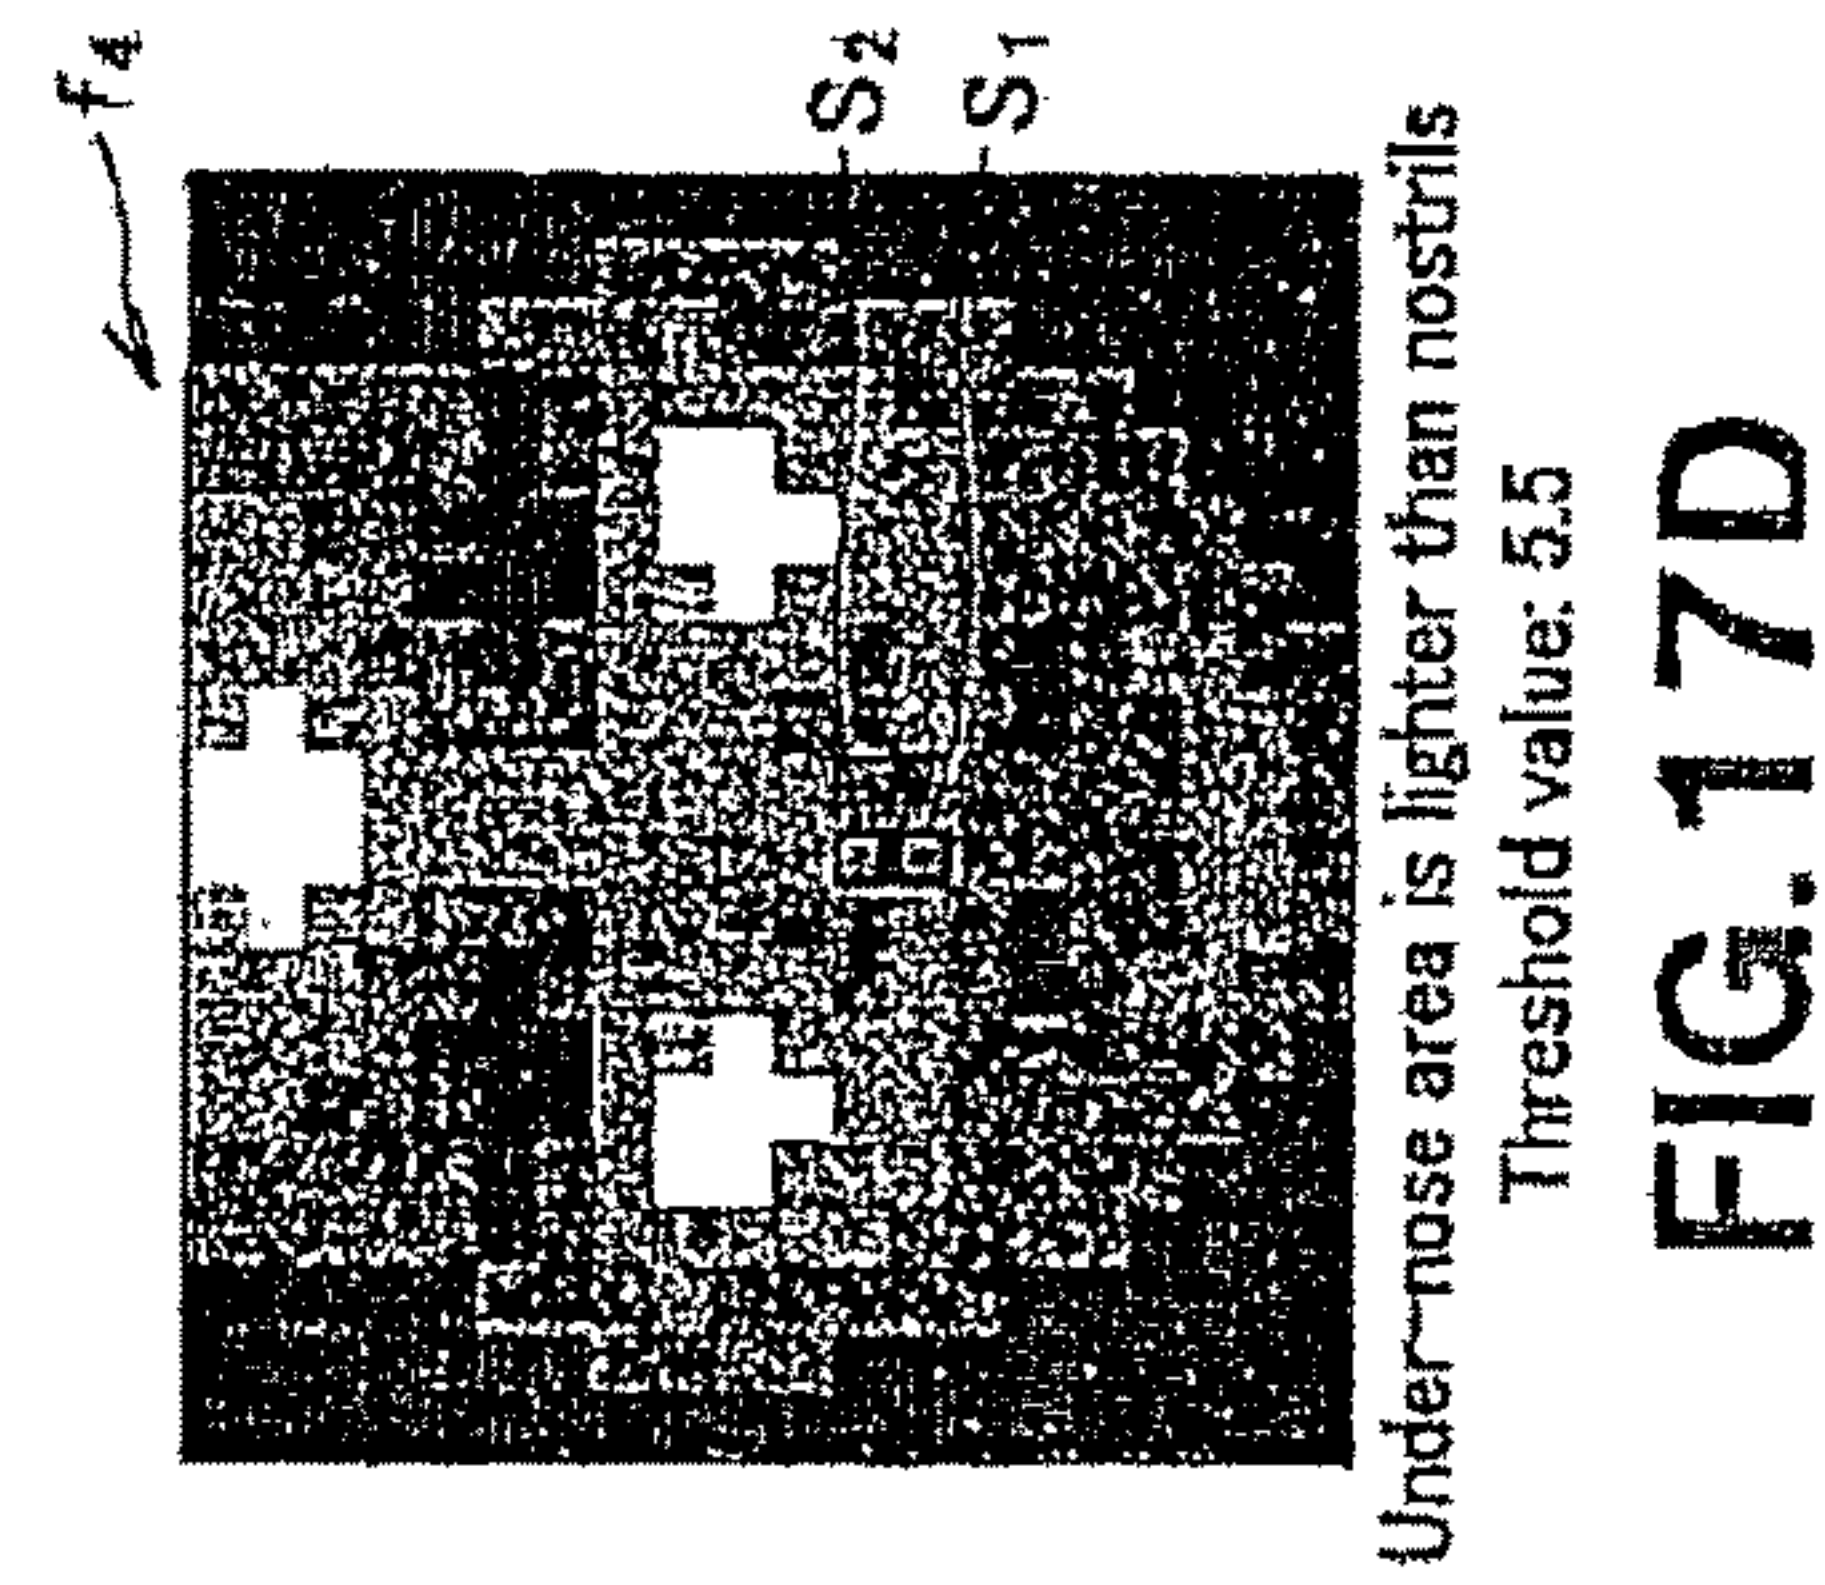 f4
S2
S1
Under-nose area is lighter than nostrils
Threshold value: 5.5
FIG.17D